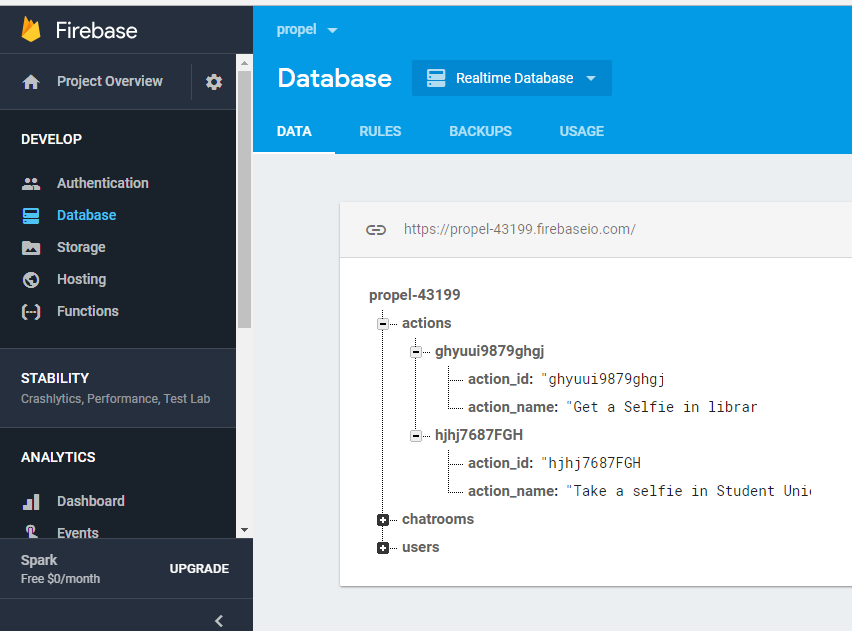 Firebase
Project Overview
DEVELOP
Authentication
Database
Storage
Hosting
Functions
STABILITY
Crashlytics, Performance, Test Lab
ANALYTICS
Dashboard
Events
Spark
Free $0/month
UPGRADE
propel
Database
Realtime Database
DATA
RULES
BACKUPS
USAGE
https://propel-43199.firebaseio.com/
propel-43199
actions
ghyuui9879ghgj
action_id: "ghyuui9879ghgj
action_name: "Get a Selfie in librar
hjhj7687FGH
action_id: "hjhj7687FGH
action_name: "Take a selfie in Student Uni
chatrooms
users